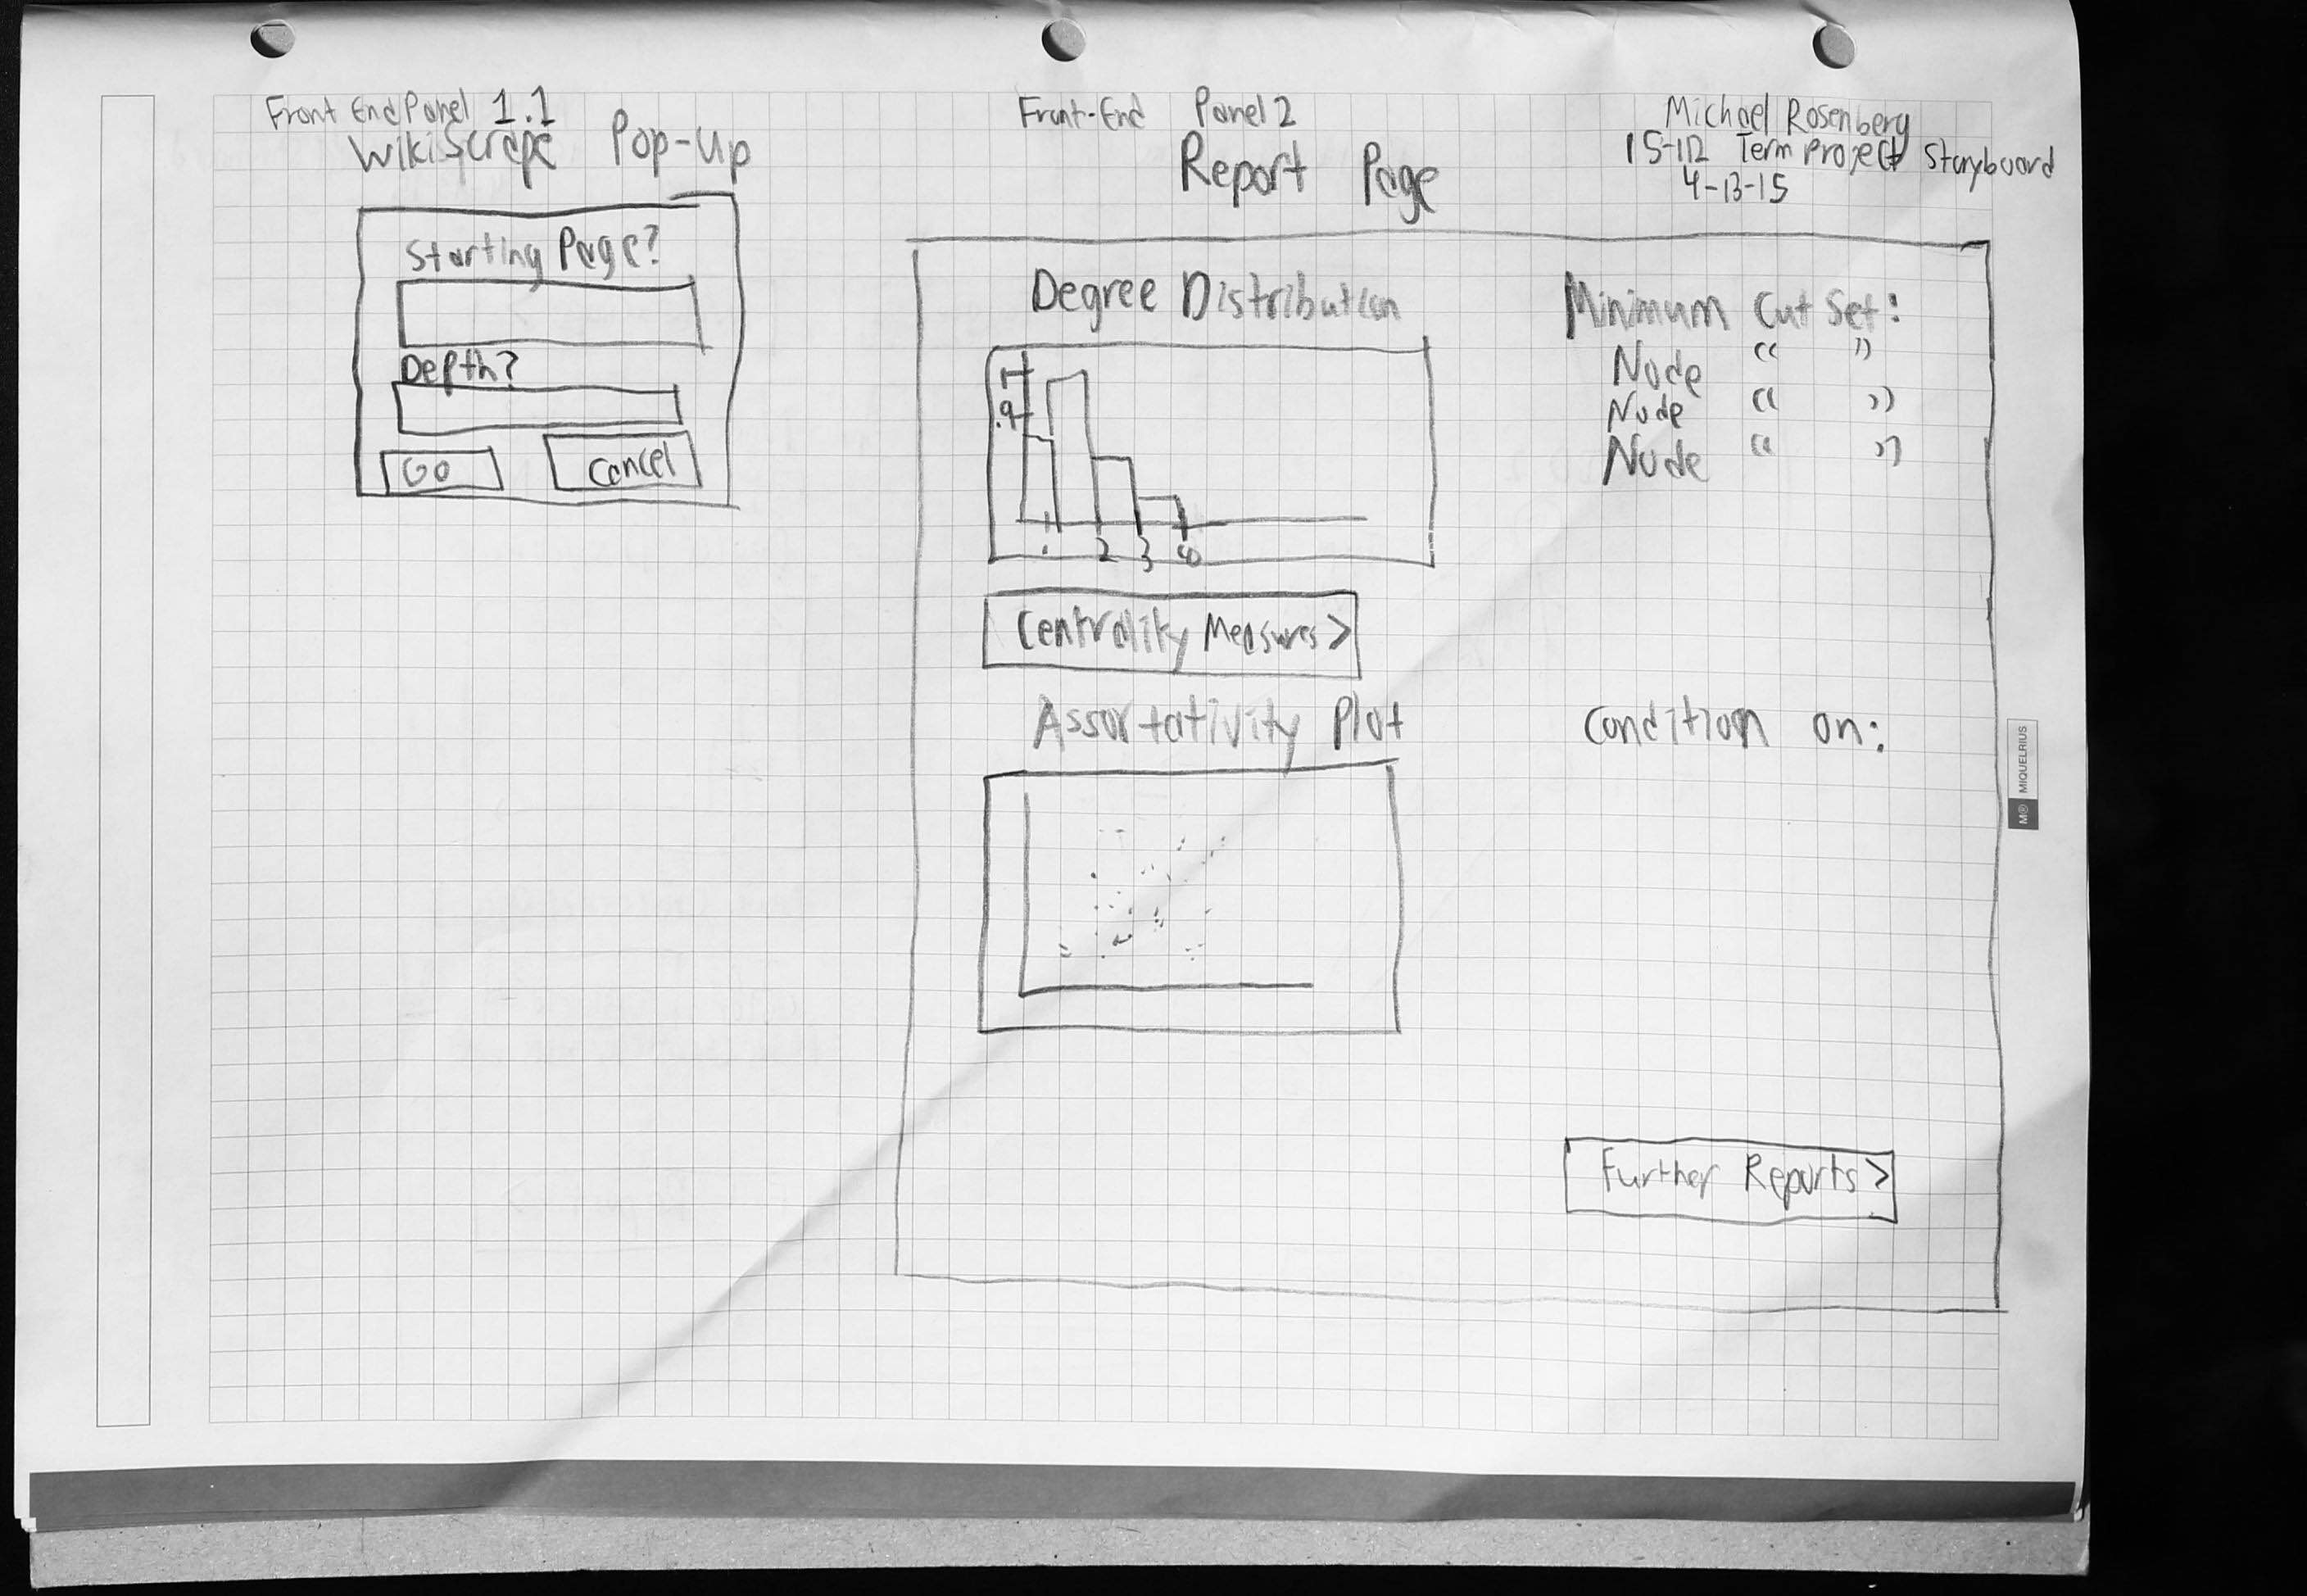 Front End Panel 1.1
WikiScrape Pop-Up
Starting Page?
Depth?
Go
Cancel
Front-End Panel 2
Report Page
Michael Rosenberg
15-112 Term Project Storyboard
4-13-15
Degree Distribution
1
.9
1 2 3 4
Centrality Measures >
Assortativity Plot
Minimum Cut Set:
Node “ ”
Node “ ”
Node “ ”
Condition on:
Further Reports >
MIQUELRIUS